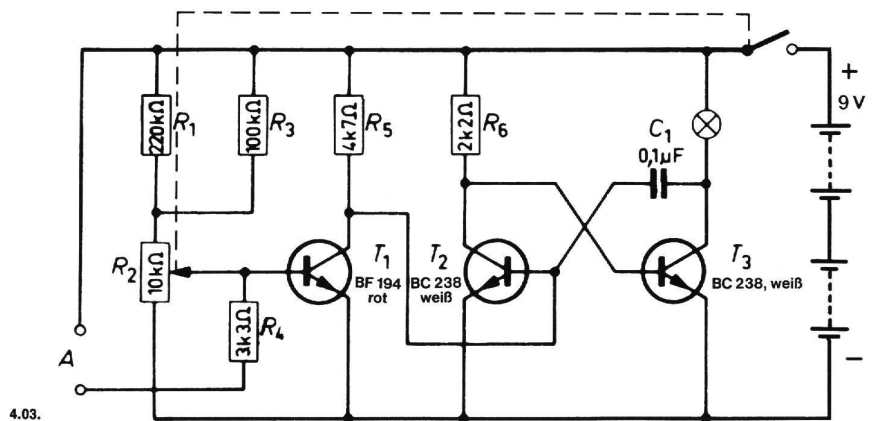 220kΩ R1
100kΩ R3
4k7Ω R5
2k2Ω R6
C1
0,1µF
+
9 V
R2 10kΩ
T1
BF 194
rot
T2
BC 238
weiß
T3
BC 238, weiß
3k3Ω R4
A
−
4.03.